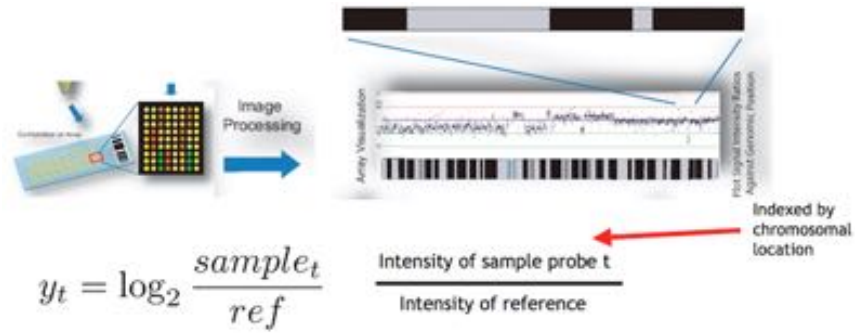 Image
Processing
Array Visualization
Plot Signal Intensity Ratios
Against Genomic Position
Indexed by
chromosomal
location
y_t = log_2 sample_t / ref
Intensity of sample probe t
Intensity of reference